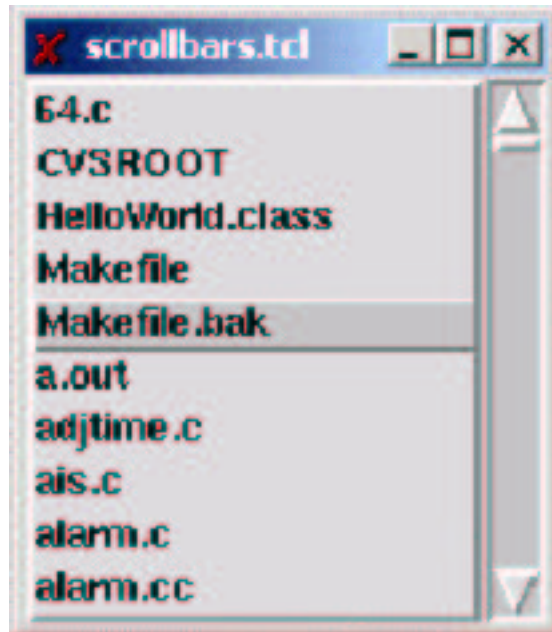 scrollbars.tcl
64.c
CVSROOT
HelloWorld.class
Makefile
Makefile.bak
a.out
adjtime.c
ais.c
alarm.c
alarm.cc